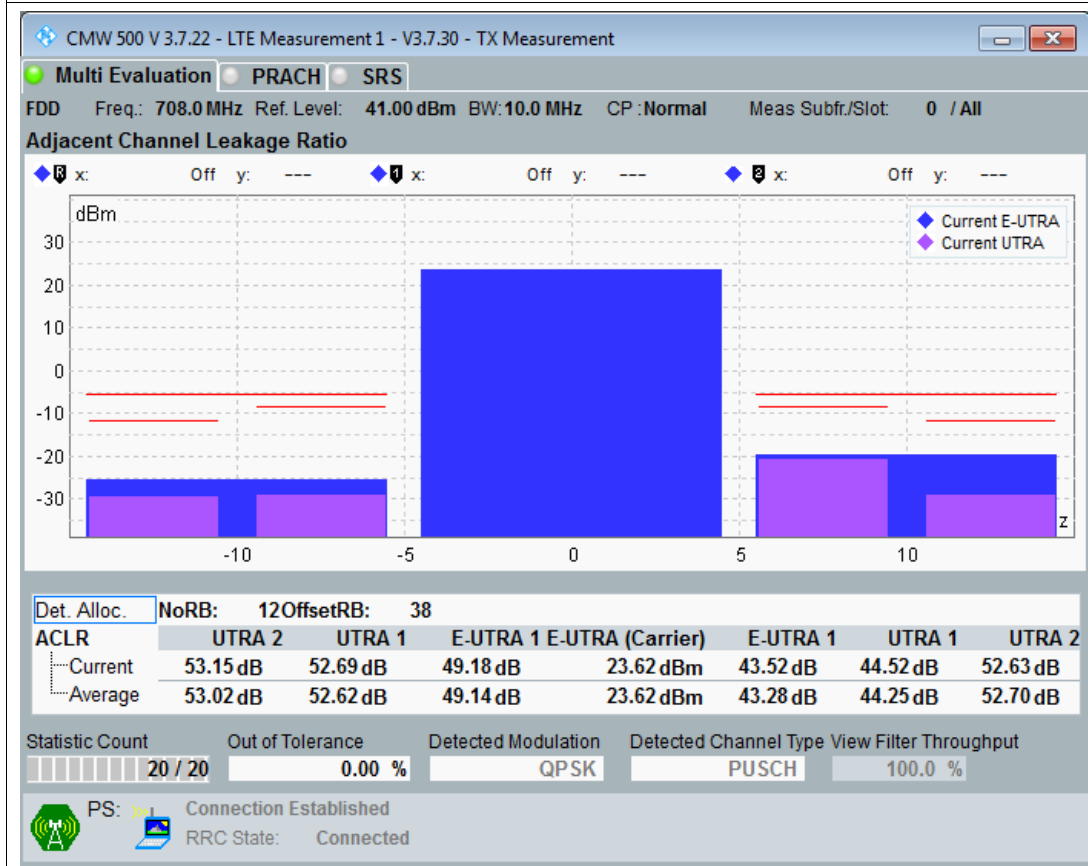 CMW 500 V 3.7.22 - LTE Measurement 1 - V3.7.30 - TX Measurement
Multi Evaluation PRACH SRS
FDD Freq.: 708.0 MHz Ref. Level: 41.00 dBm BW: 10.0 MHz CP : Normal Meas Subfr./Slot: 0 / All
Adjacent Channel Leakage Ratio
R x: Off y: --- 1 x: Off y: --- 2 x: Off y: ---
dBm
Current E-UTRA
Current UTRA
30
20
10
0
-10
-20
-30
z
-10 -5 0 5 10
Det. Alloc. NoRB: 12 OffsetRB: 38
ACLR UTRA 2 UTRA 1 E-UTRA 1 E-UTRA (Carrier) E-UTRA 1 UTRA 1 UTRA 2
Current 53.15 dB 52.69 dB 49.18 dB 23.62 dBm 43.52 dB 44.52 dB 52.63 dB
Average 53.02 dB 52.62 dB 49.14 dB 23.62 dBm 43.28 dB 44.25 dB 52.70 dB
Statistic Count Out of Tolerance Detected Modulation Detected Channel Type View Filter Throughput
20 / 20 0.00 % QPSK PUSCH 100.0 %
PS: Connection Established
RRC State: Connected